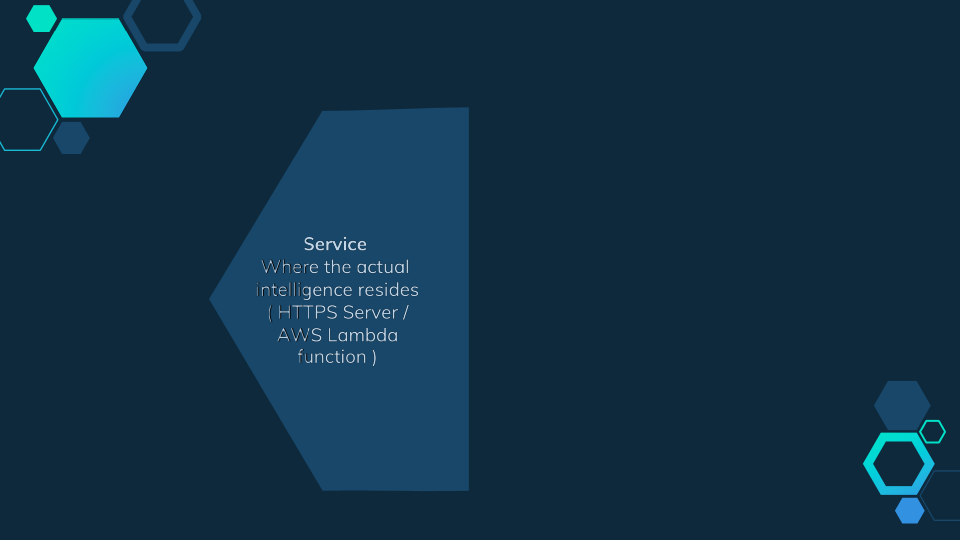 Service
Where the actual
intelligence resides
( HTTPS Server /
AWS Lambda
function )